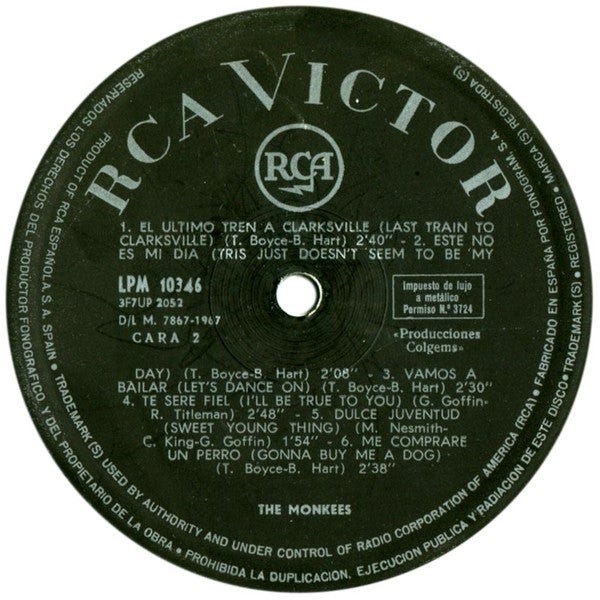 RCA VICTOR
RCA
1. EL ULTIMO TREN A CLARKSVILLE (LAST TRAIN TO
CLARKSVILLE) (T. Boyce-B. Hart) 2'40" - 2. ESTE NO
ES MI DIA (TRIS JUST DOESN'T SEEM TO BE 'MY
LPM 10346
3F7UP 2052
D/L M. 7867-1967
CARA 2
Impuesto de lujo
a metálico
Permiso N.º 3724
«Producciones
Colgems»
DAY) (T. Boyce-B. Hart) 2'08" - 3. VAMOS A
BAILAR (LET'S DANCE ON) (T. Boyce-B. Hart) 2'30"
4. TE SERE FIEL (I'LL BE TRUE TO YOU) (G. Goffin-
R. Titleman) 2'48" - 5. DULCE JUVENTUD
(SWEET YOUNG THING) (M. Nesmith-
C. King-G. Goffin) 1'54" - 6. ME COMPRARE
UN PERRO (GONNA BUY ME A DOG)
(T. Boyce-B. Hart) 2'38"
THE MONKEES
RESERVADOS LOS DERECHOS DEL PRODUCTOR FONOGRAFICO, Y DEL PROPIETARIO DE LA OBRA • PROHIBIDA LA DUPLICACION, EJECUCION PUBLICA Y RADIACION DE ESTE DISCO • TRADEMARK (S) REGISTERED • MARCA (S) REGISTRDA (S)
PRODUCT OF RCA ESPAÑOLA, S. A. SPAIN • TRADEMARK (S) USED BY AUTHORITY AND UNDER CONTROL OF RADIO CORPORATION OF AMERICA (RCA) • FABRICADO EN ESPAÑA POR FONOGRAM, S. A.